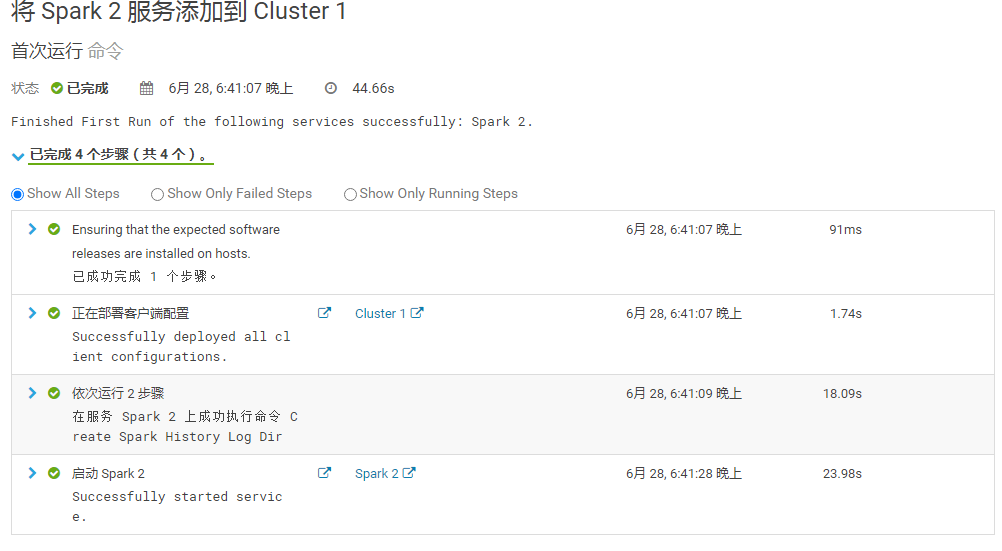 将 Spark 2 服务添加到 Cluster 1
首次运行 命令
状态 已完成 6月 28, 6:41:07 晚上 44.66s
Finished First Run of the following services successfully: Spark 2.
已完成 4 个步骤（共 4 个）。
Show All Steps Show Only Failed Steps Show Only Running Steps
Ensuring that the expected software 6月 28, 6:41:07 晚上 91ms
releases are installed on hosts.
已成功完成 1 个步骤。
正在部署客户端配置 Cluster 1 6月 28, 6:41:07 晚上 1.74s
Successfully deployed all cl
ient configurations.
依次运行 2 步骤 6月 28, 6:41:09 晚上 18.09s
在服务 Spark 2 上成功执行命令 C
reate Spark History Log Dir
启动 Spark 2 Spark 2 6月 28, 6:41:28 晚上 23.98s
Successfully started servic
e.